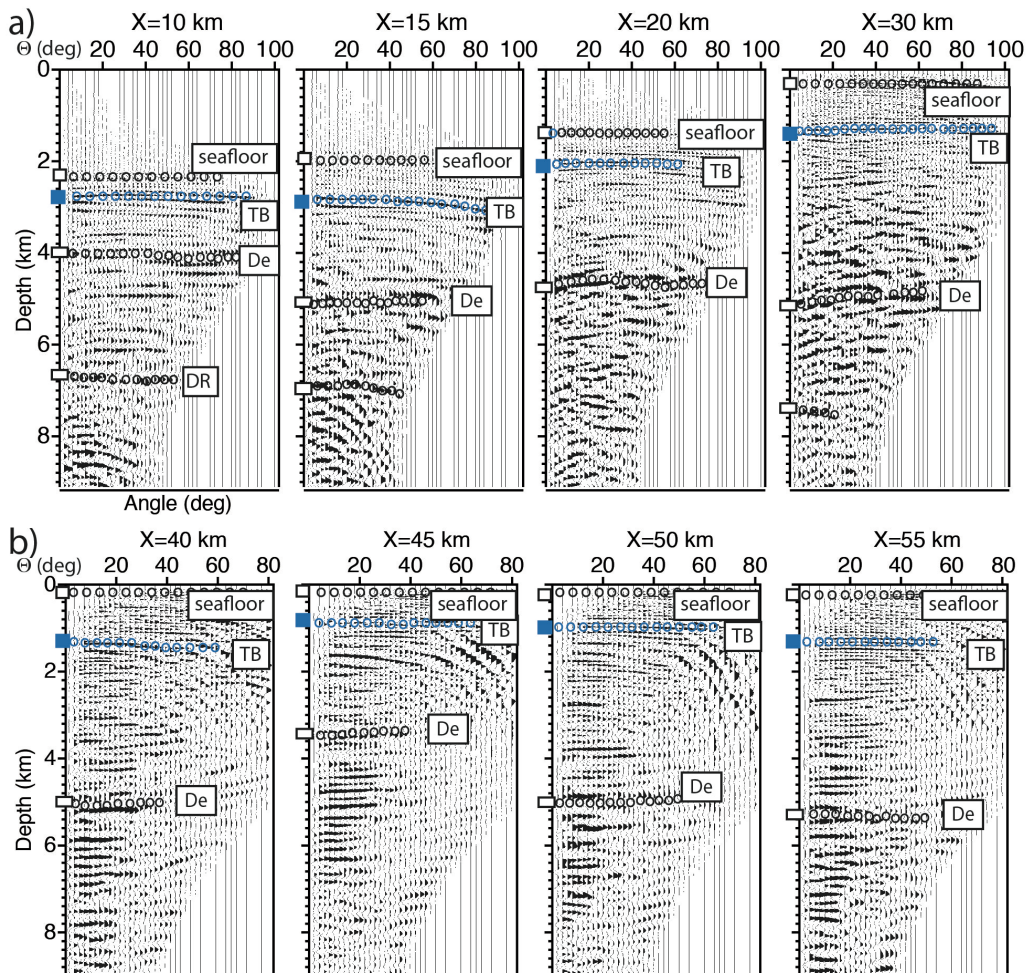 a)
X=10 km X=15 km X=20 km X=30 km
Θ (deg) 20 40 60 80 100 20 40 60 80 100 20 40 60 80 100 20 40 60 80 100
0
2
4
6
8
Depth (km)
seafloor
TB
De
DR
Angle (deg)
seafloor
TB
De
seafloor
TB
De
seafloor
TB
De
b)
X=40 km X=45 km X=50 km X=55 km
Θ (deg) 20 40 60 80 20 40 60 80 20 40 60 80 20 40 60 80
0
2
4
6
8
Depth (km)
seafloor
TB
De
seafloor
TB
De
seafloor
TB
De
seafloor
TB
De